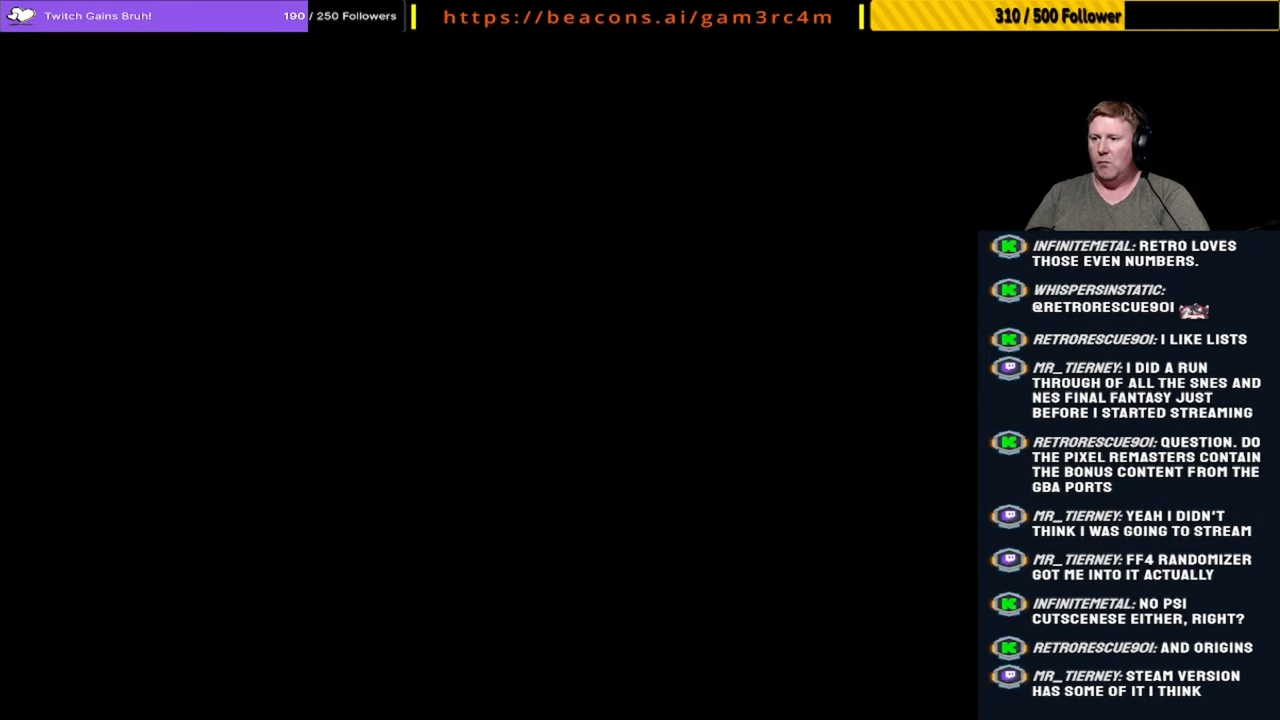 Twitch Gains Bruh!
190 / 250 Followers
https://beacons.ai/gam3rc4m
310 / 500 Follower
INFINITEMETAL: RETRO LOVES
THOSE EVEN NUMBERS.
WHISPERSINSTATIC:
@RETRORESCUE901
RETRORESCUE901: I LIKE LISTS
MR_TIERNEY: I DID A RUN
THROUGH OF ALL THE SNES AND
NES FINAL FANTASY JUST
BEFORE I STARTED STREAMING
RETRORESCUE901: QUESTION. DO
THE PIXEL REMASTERS CONTAIN
THE BONUS CONTENT FROM THE
GBA PORTS
MR_TIERNEY: YEAH I DIDN'T
THINK I WAS GOING TO STREAM
MR_TIERNEY: FF4 RANDOMIZER
GOT ME INTO IT ACTUALLY
INFINITEMETAL: NO PS1
CUTSCENESE EITHER, RIGHT?
RETRORESCUE901: AND ORIGINS
MR_TIERNEY: STEAM VERSION
HAS SOME OF IT I THINK